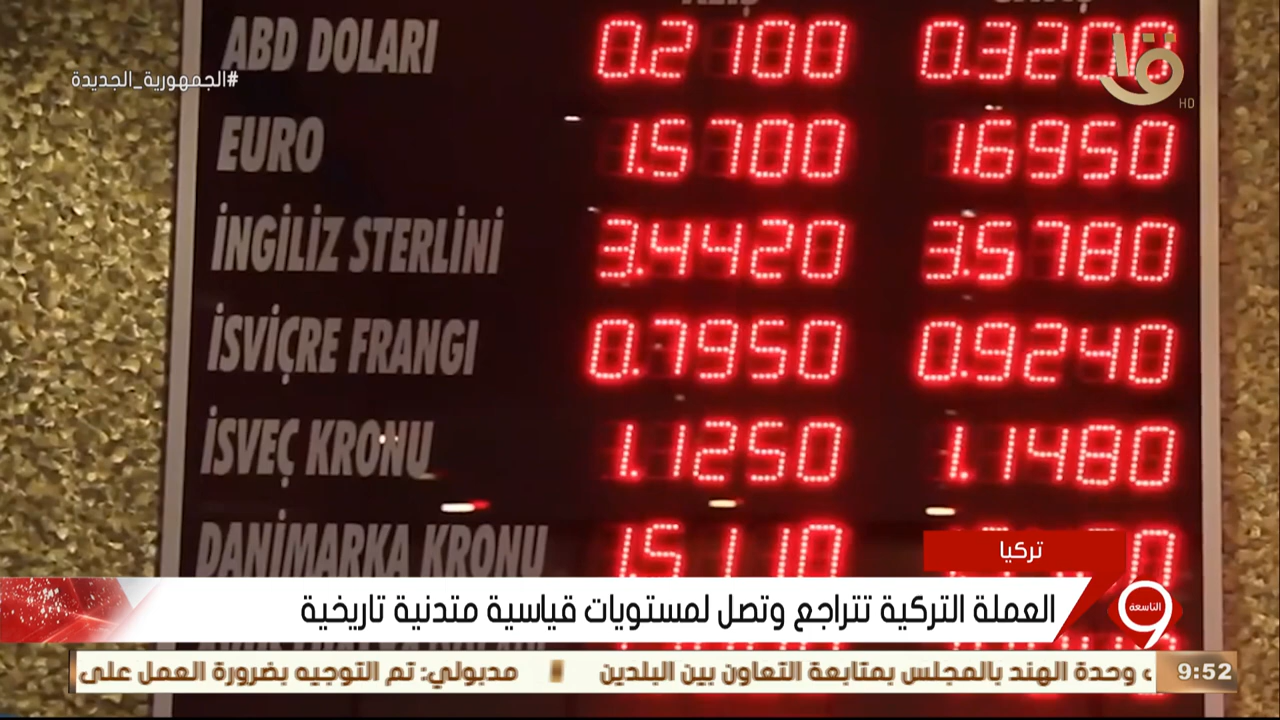 ABD DOLARI 0.2100 0.3200
#الجمهورية_الجديدة
HD
EURO 1.5700 1.6950
İNGİLİZ STERLİNİ 3.4420 3.5780
İSVİÇRE FRANGI 0.7950 0.9240
İSVEÇ KRONU 1.1250 1.1480
DANİMARKA KRONU
تركيا
العملة التركية تتراجع وتصل لمستويات قياسية متدنية تاريخية
التاسعة
9
وحدة الهند بالمجلس بمتابعة التعاون بين البلدين مدبولي: تم التوجيه بضرورة العمل على
9:52